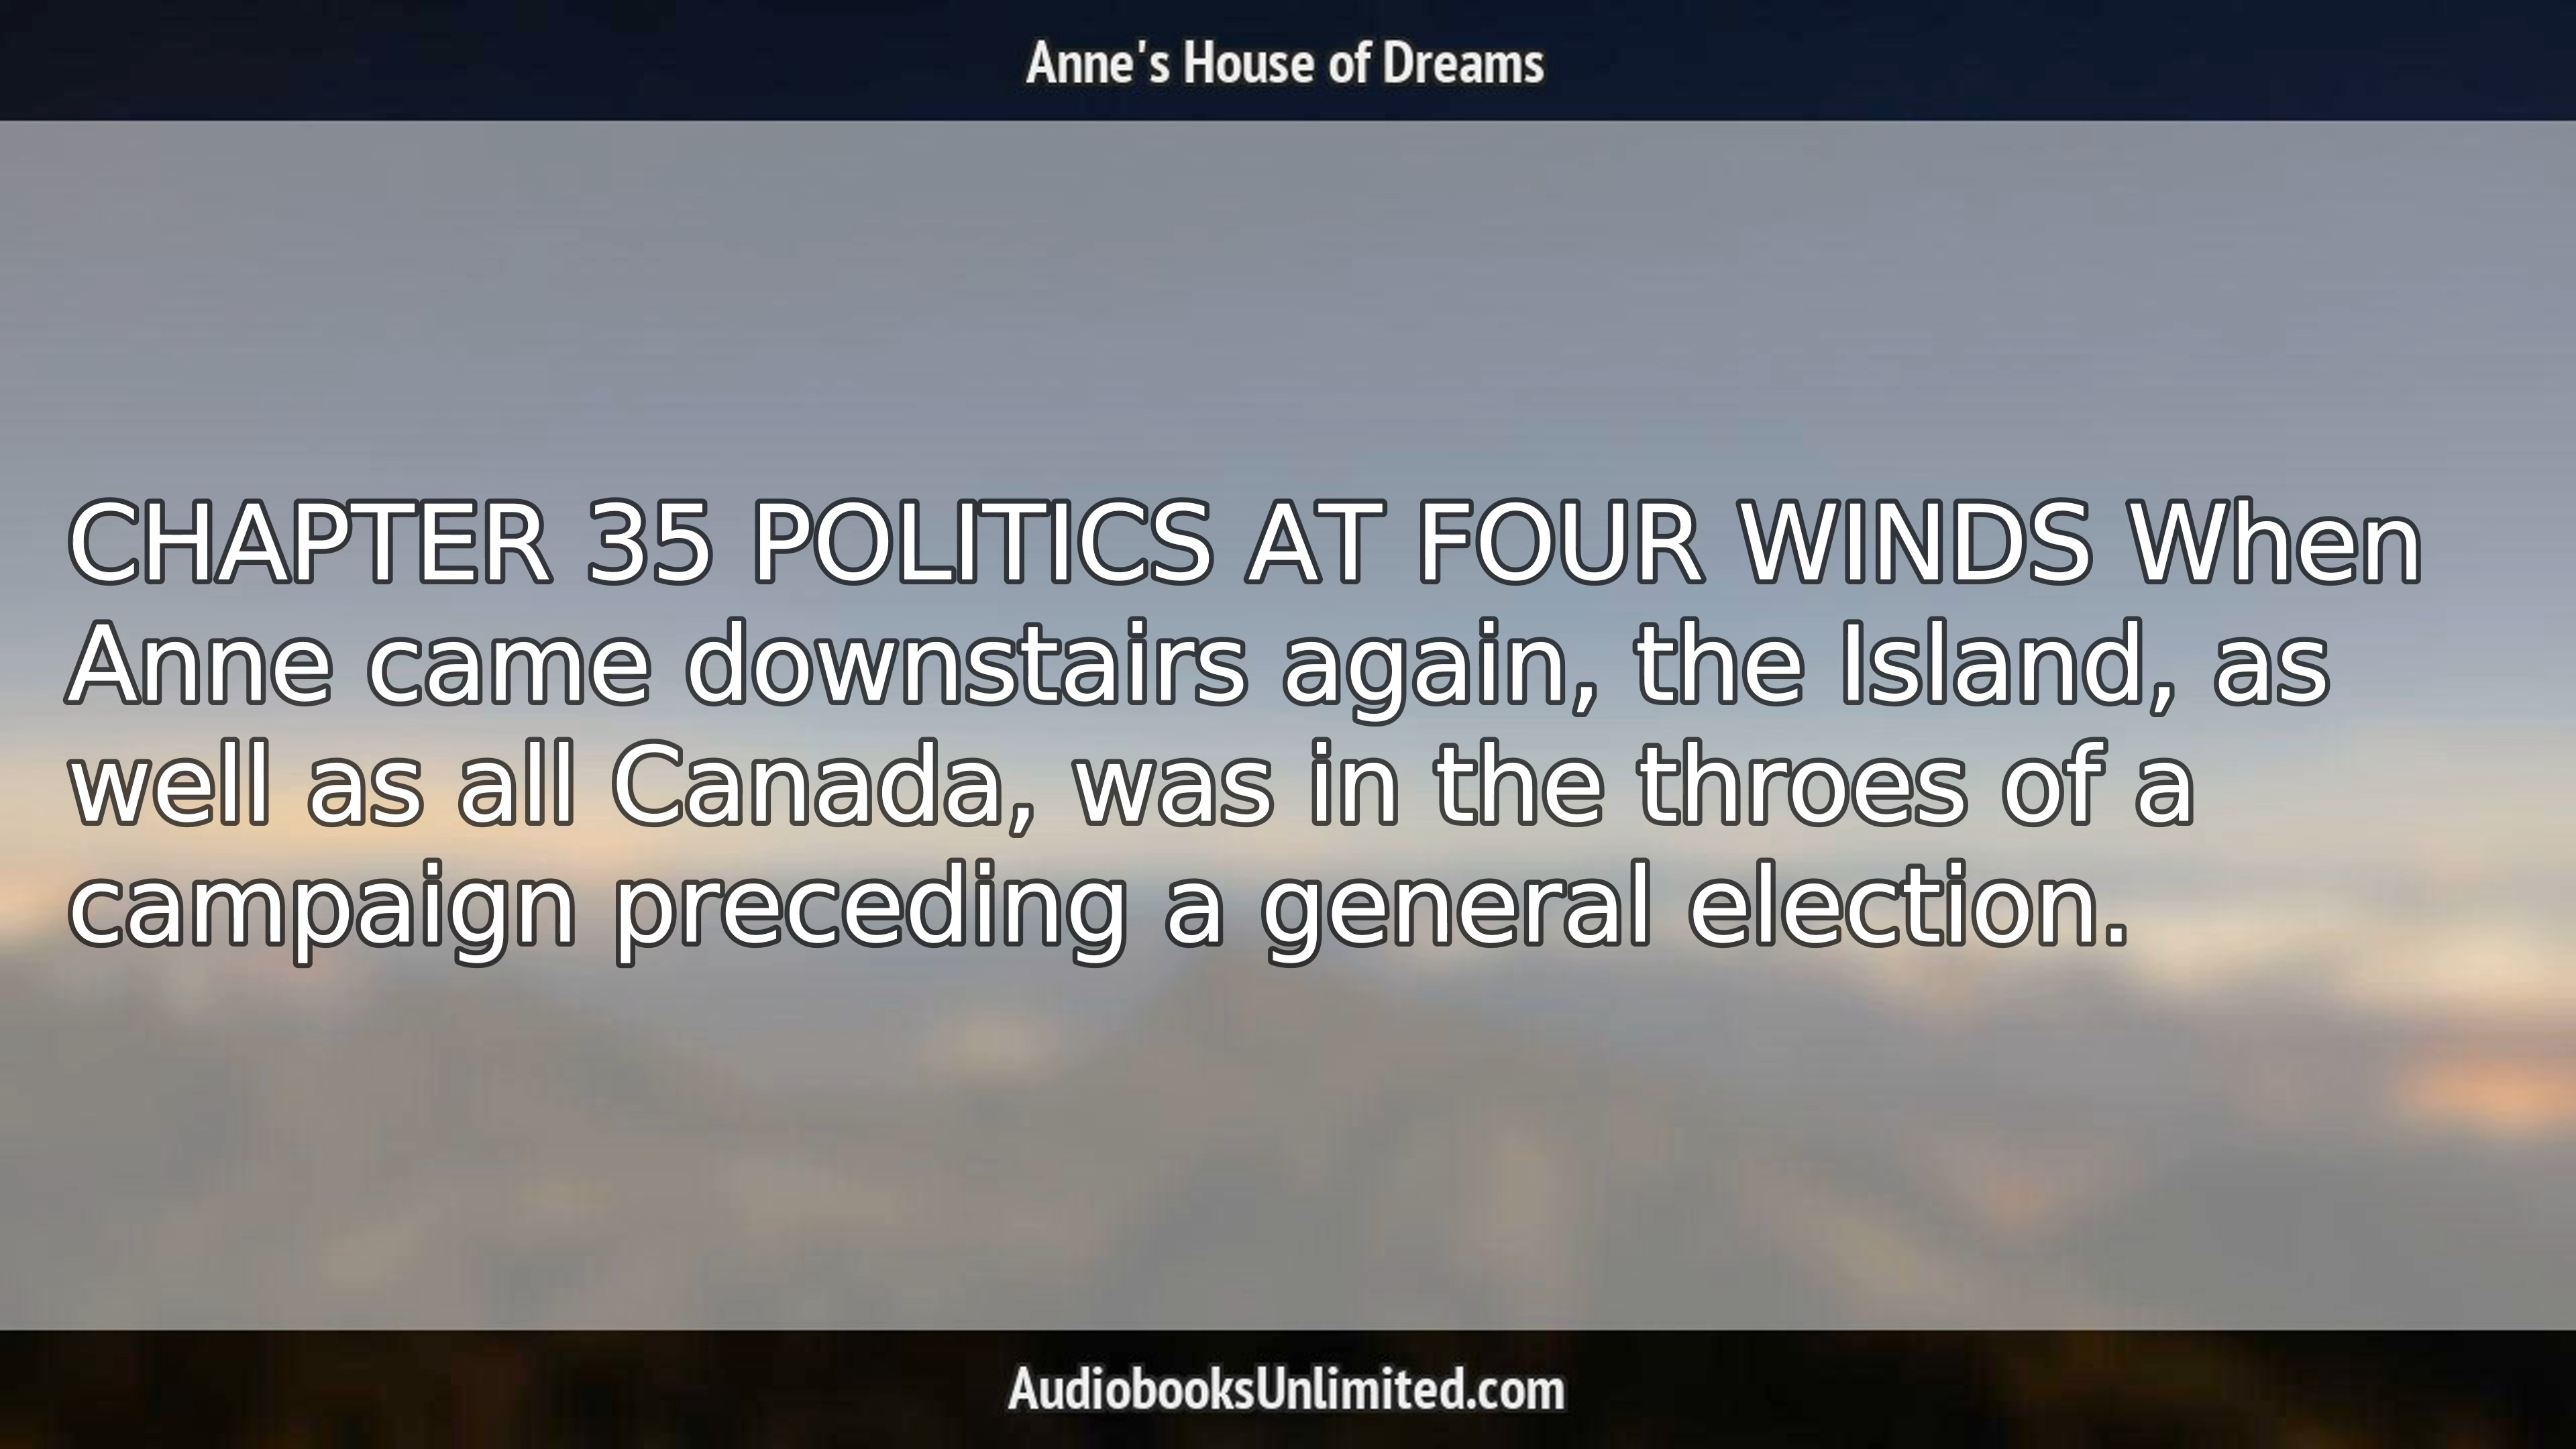 Anne's House of Dreams
CHAPTER 35 POLITICS AT FOUR WINDS When
Anne came downstairs again, the Island, as
well as all Canada, was in the throes of a
campaign preceding a general election.
AudiobooksUnlimited.com